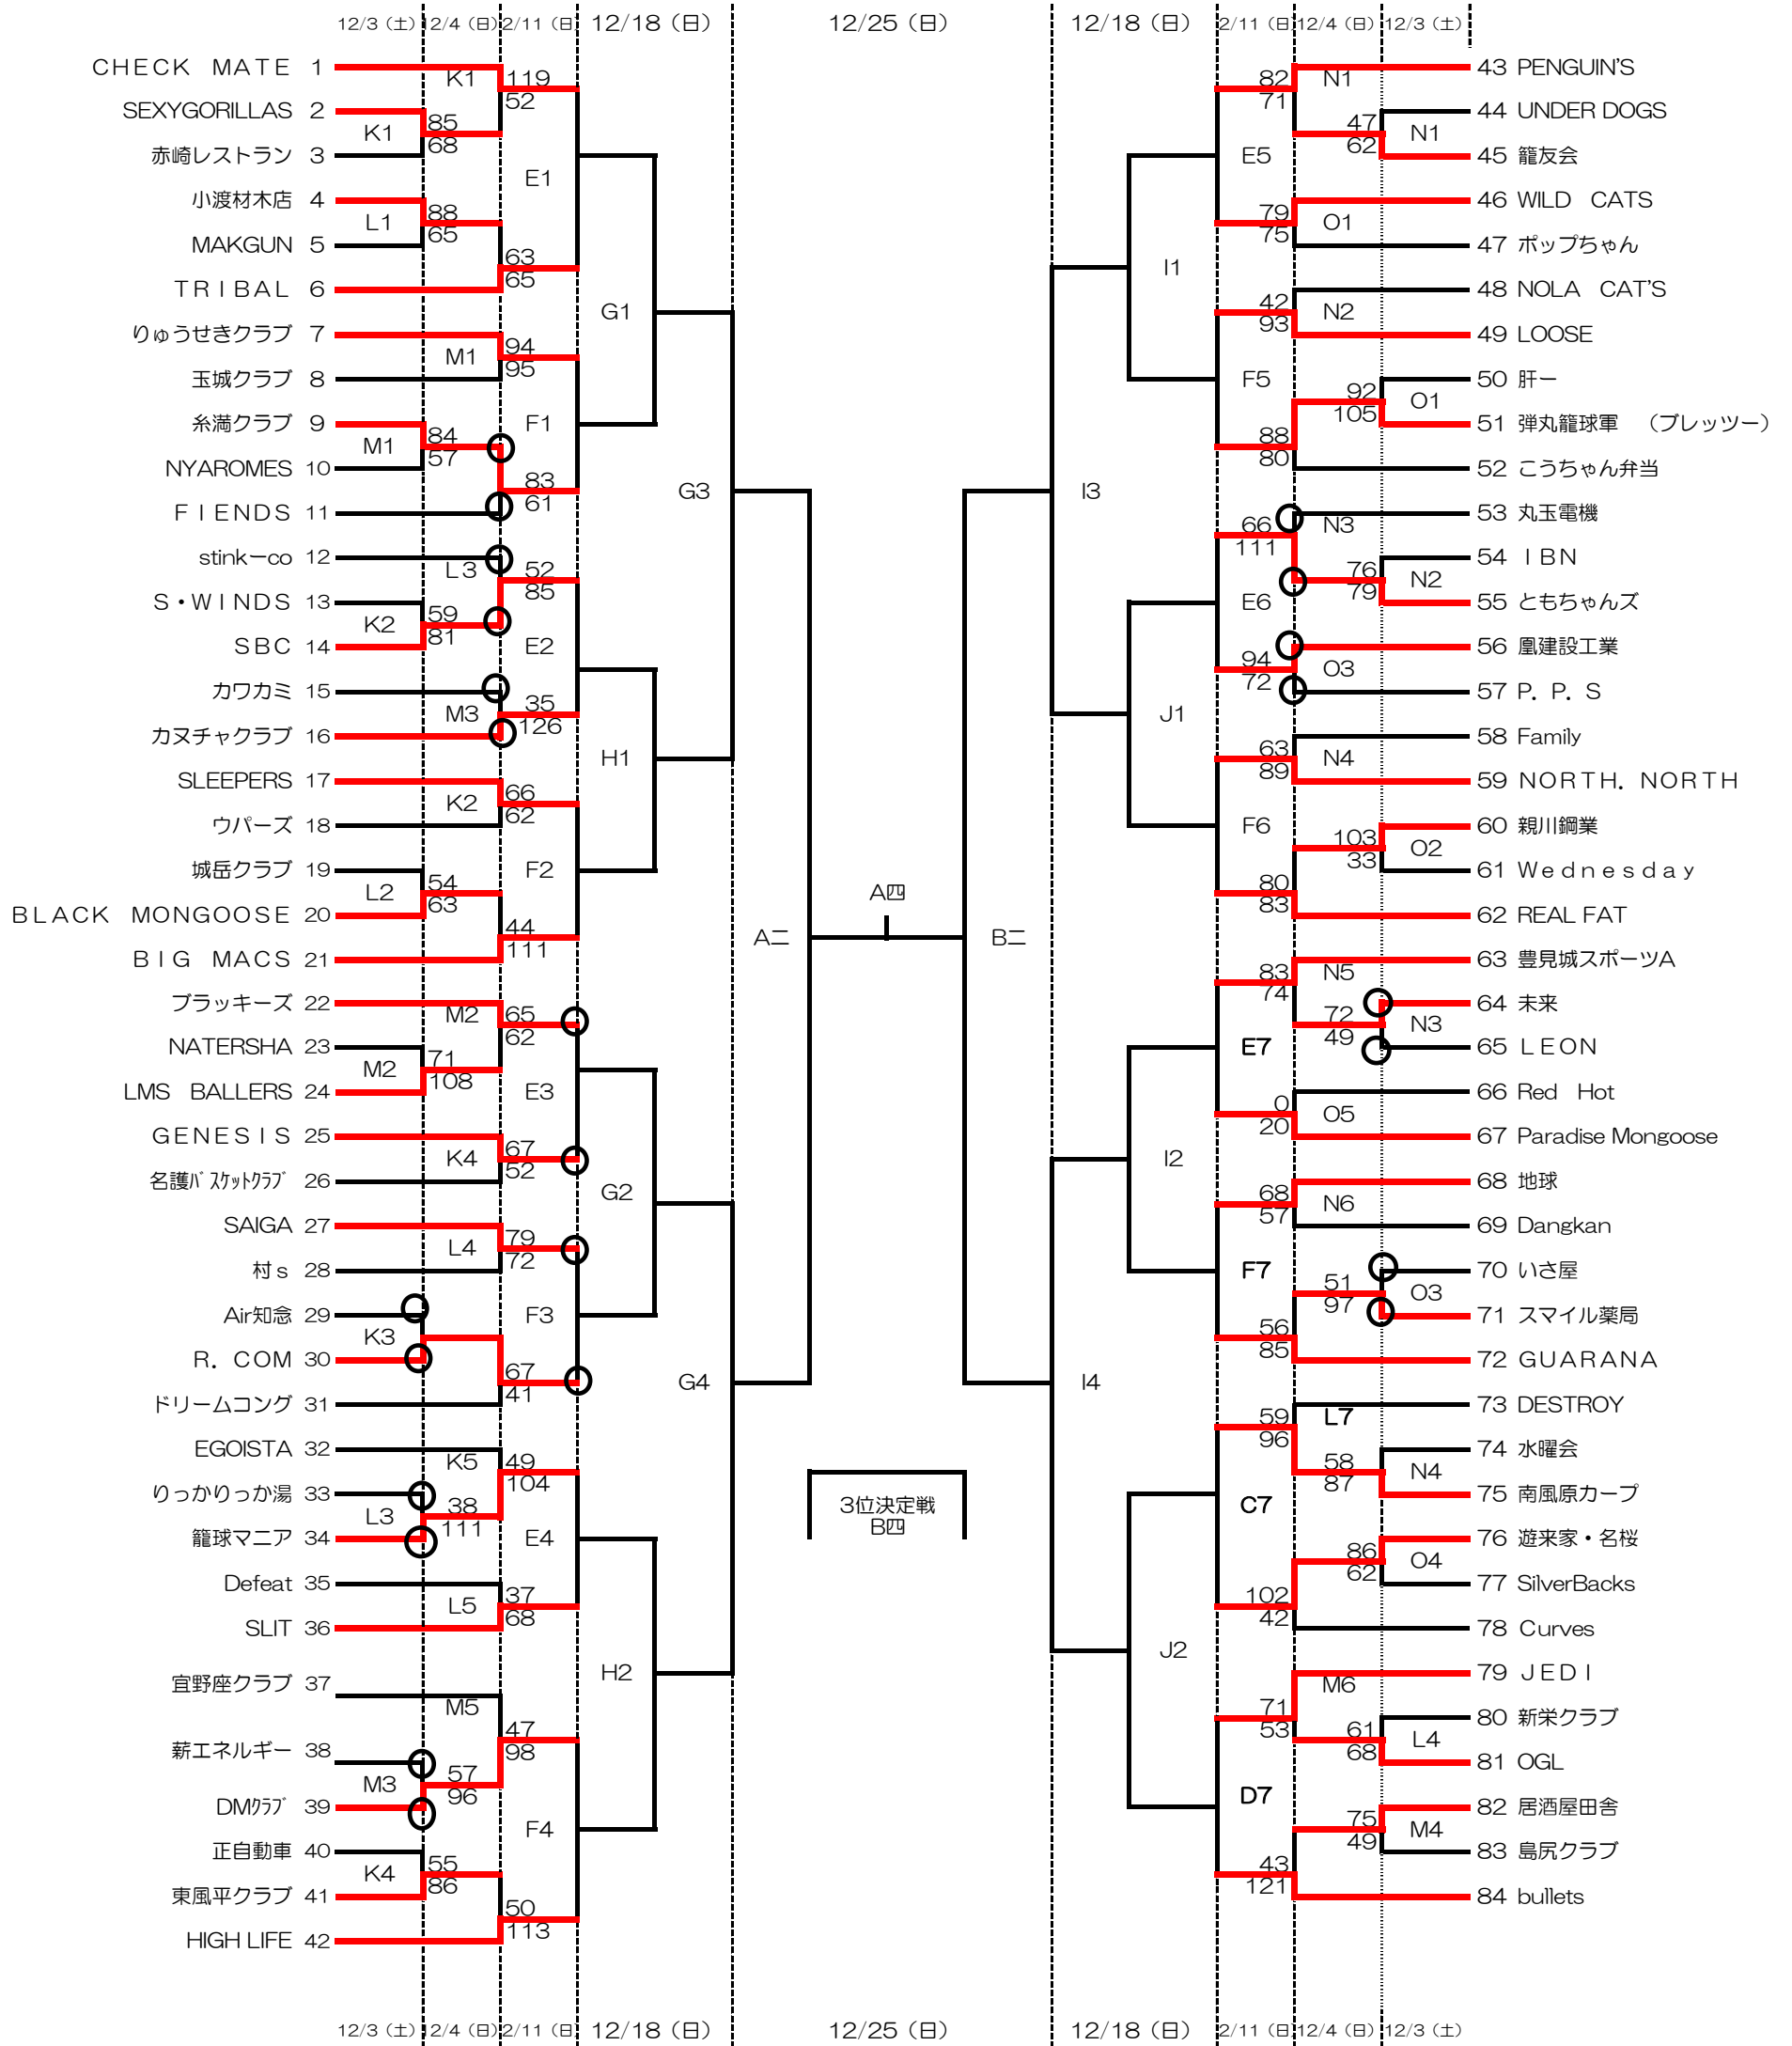 12/3（土） 12/4（日） 2/11（日） 12/18（日） 12/25（日） 12/18（日） 2/11（日） 12/4（日） 12/3（土）
CHECK MATE 1
SEXYGORILLAS 2
赤崎レストラン 3
小渡材木店 4
MAKGUN 5
TRIBAL 6
りゅうせきクラブ 7
玉城クラブ 8
糸満クラブ 9
NYAROMES 10
FIENDS 11
stinkーco 12
S・WINDS 13
SBC 14
カワカミ 15
カヌチャクラブ 16
SLEEPERS 17
ウパーズ 18
城岳クラブ 19
BLACK MONGOOSE 20
BIG MACS 21
ブラッキーズ 22
NATERSHA 23
LMS BALLERS 24
GENESIS 25
名護ﾊﾞｽｹｯﾄｸﾗﾌﾞ 26
SAIGA 27
村s 28
Air知念 29
R．COM 30
ドリームコング 31
EGOISTA 32
りっかりっか湯 33
籠球マニア 34
Defeat 35
SLIT 36
宜野座クラブ 37
薪エネルギー 38
DMｸﾗﾌﾞ 39
正自動車 40
東風平クラブ 41
HIGH LIFE 42
K1
L1
M1
K2
L2
M2
K3
L3
M3
K4
85
68
88
65
84
57
59
81
54
63
71
108
38
111
57
96
55
86
K1
M1
L3
M3
K2
M2
K4
L4
K5
L5
M5
119
52
63
65
94
95
83
61
52
85
35
126
66
62
44
111
65
62
67
52
79
72
67
41
49
104
37
68
47
98
50
113
E1
F1
E2
F2
E3
F3
E4
F4
G1
H1
G2
H2
G3
G4
A二
A四
B二
3位決定戦
B四
I3
I4
I1
J1
I2
J2
E5
F5
E6
F6
E7
F7
C7
D7
82
71
79
75
42
93
88
80
66
111
94
72
63
89
80
83
83
74
0
20
68
57
56
85
59
96
102
42
71
53
43
121
N1
O1
N2
N3
O3
N4
N5
O5
N6
L7
M6
47
62
92
105
76
79
103
33
72
49
51
97
58
87
86
62
61
68
75
49
N1
O1
N2
O2
N3
O3
N4
O4
L4
M4
43 PENGUIN'S
44 UNDER DOGS
45 籠友会
46 WILD CATS
47 ポップちゃん
48 NOLA CAT'S
49 LOOSE
50 肝ー
51 弾丸籠球軍 （ブレッツー）
52 こうちゃん弁当
53 丸玉電機
54 IBN
55 ともちゃんズ
56 凰建設工業
57 P．P．S
58 Family
59 NORTH．NORTH
60 親川鋼業
61 Wednesday
62 REAL FAT
63 豊見城スポーツA
64 未来
65 LEON
66 Red Hot
67 Paradise Mongoose
68 地球
69 Dangkan
70 いさ屋
71 スマイル薬局
72 GUARANA
73 DESTROY
74 水曜会
75 南風原カープ
76 遊来家・名桜
77 SilverBacks
78 Curves
79 JEDI
80 新栄クラブ
81 OGL
82 居酒屋田舎
83 島尻クラブ
84 bullets
12/3（土） 12/4（日） 2/11（日 12/18（日） 12/25（日） 12/18（日） 2/11（日 12/4（日） 12/3（土）